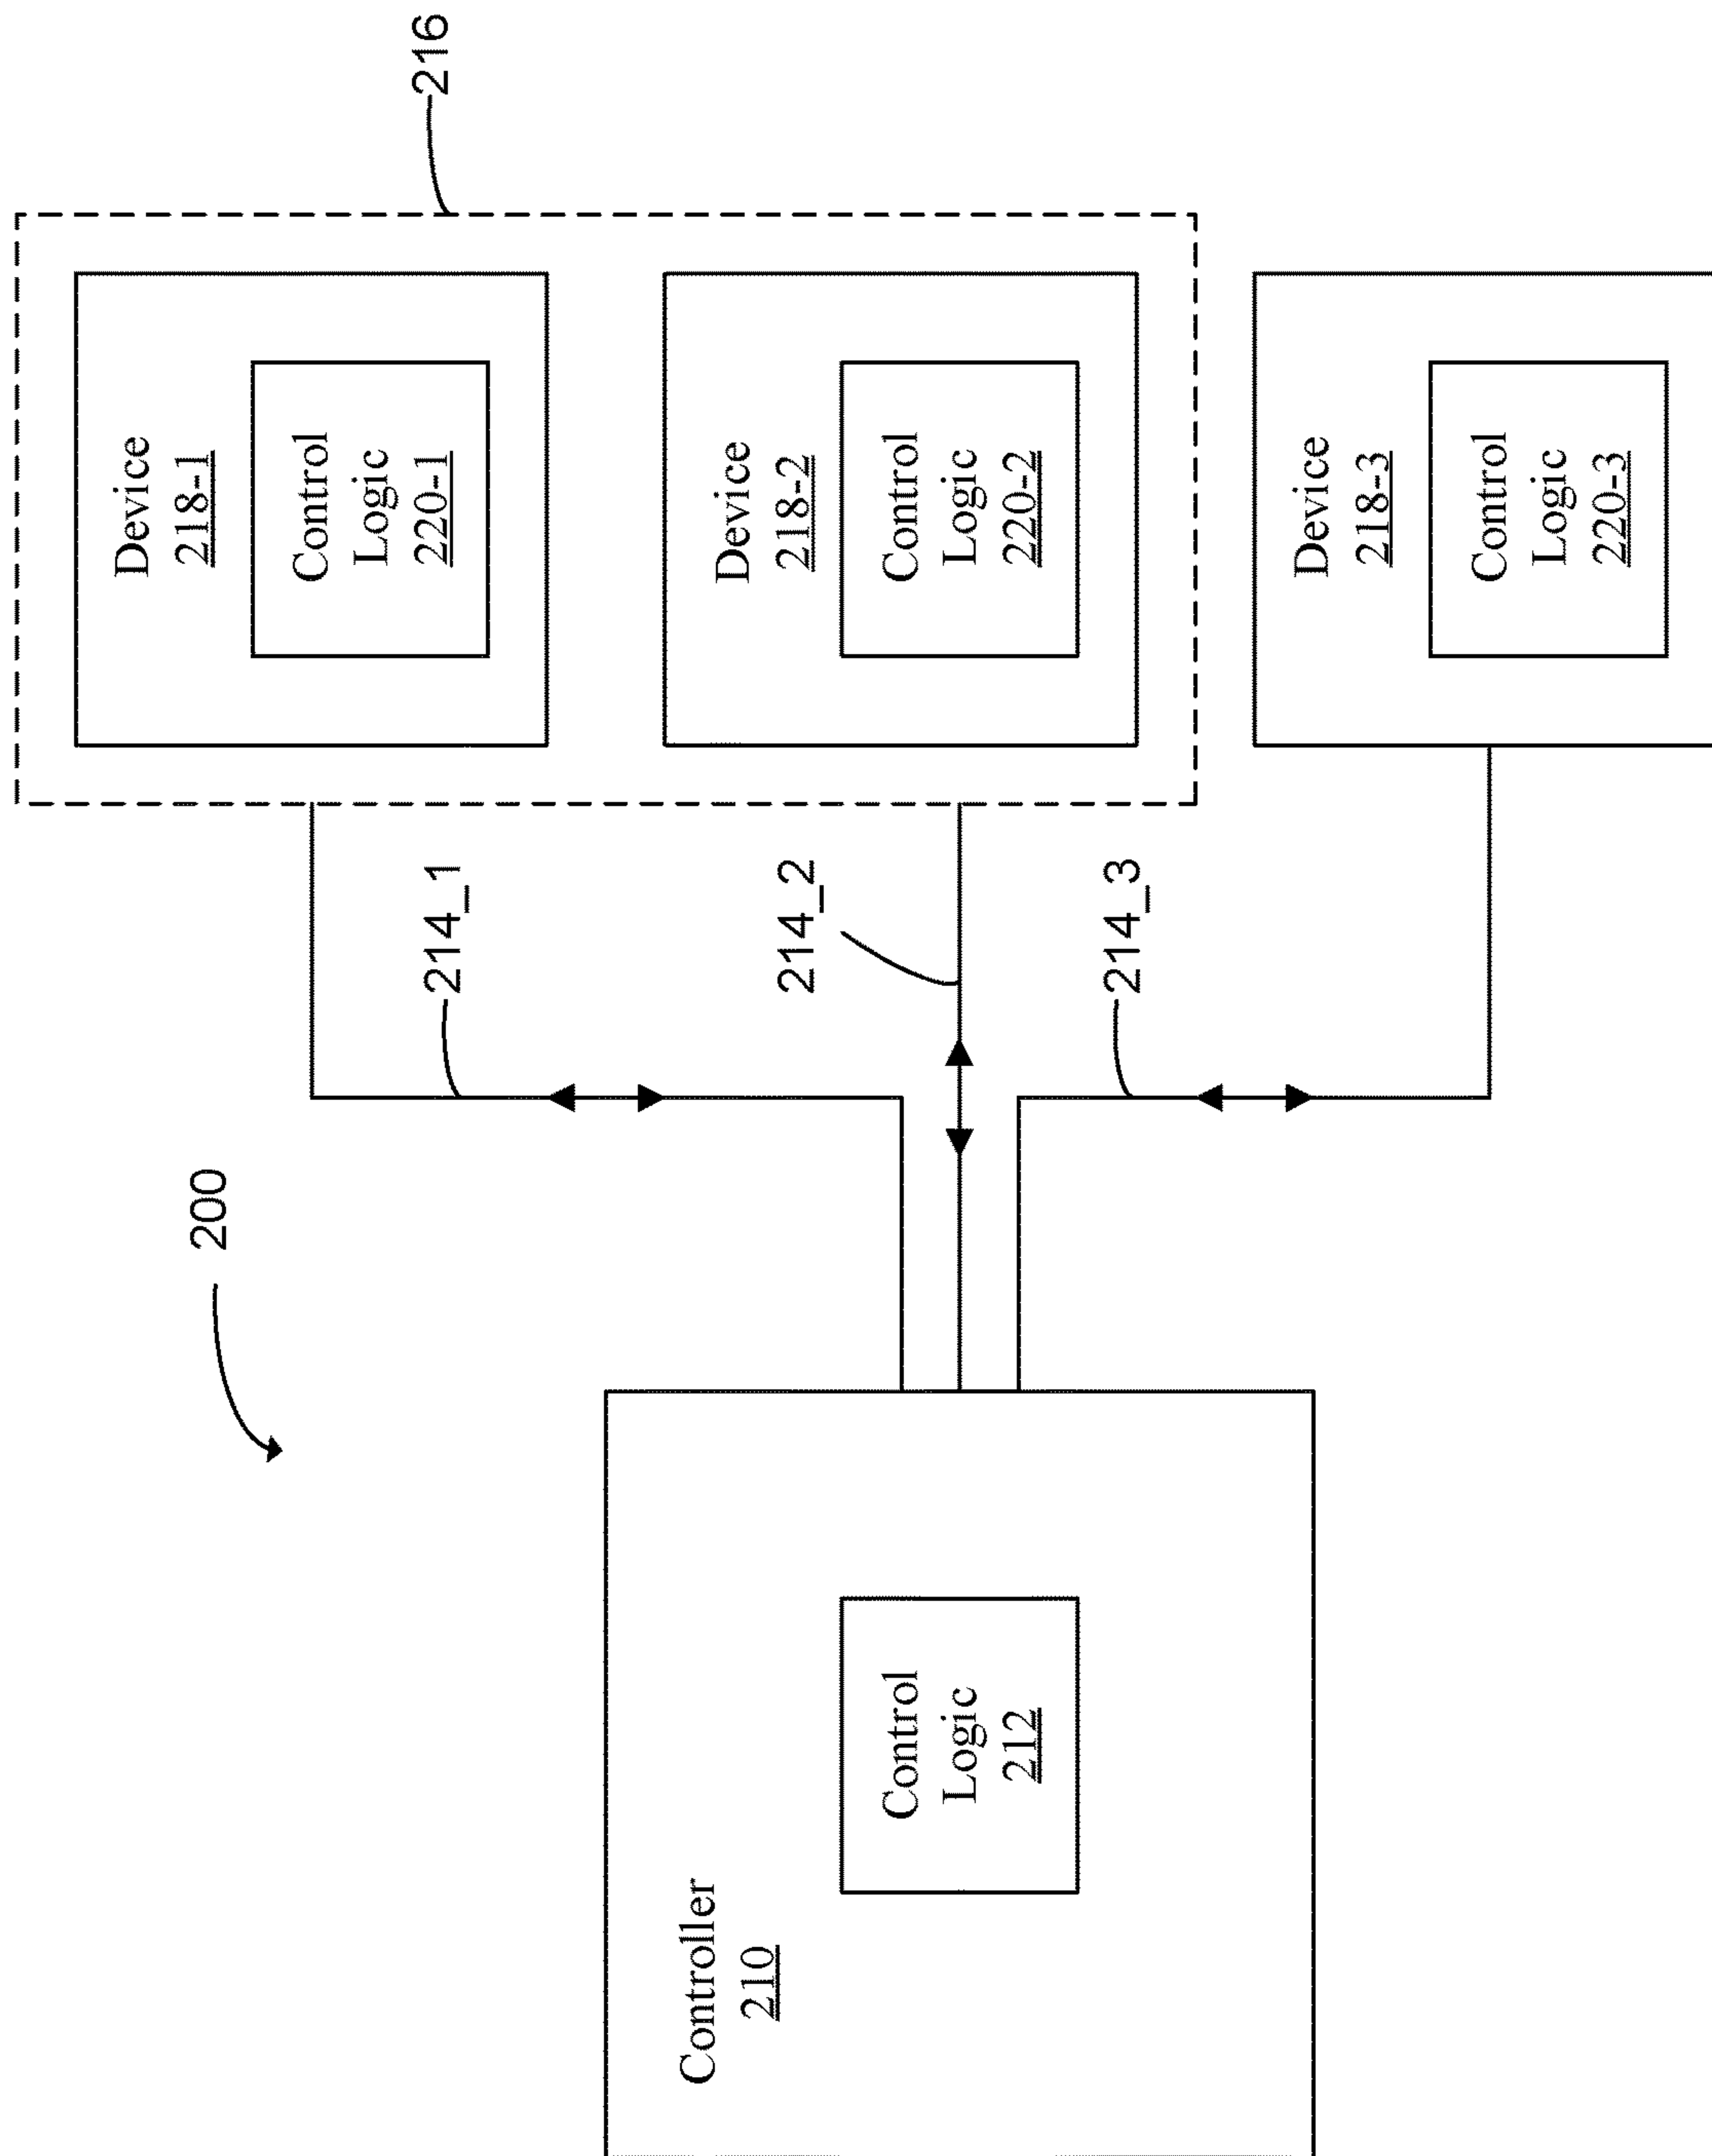 200
Controller
210
Control
Logic
212
214_1
214_2
214_3
216
Device
218-1
Control
Logic
220-1
Device
218-2
Control
Logic
220-2
Device
218-3
Control
Logic
220-3